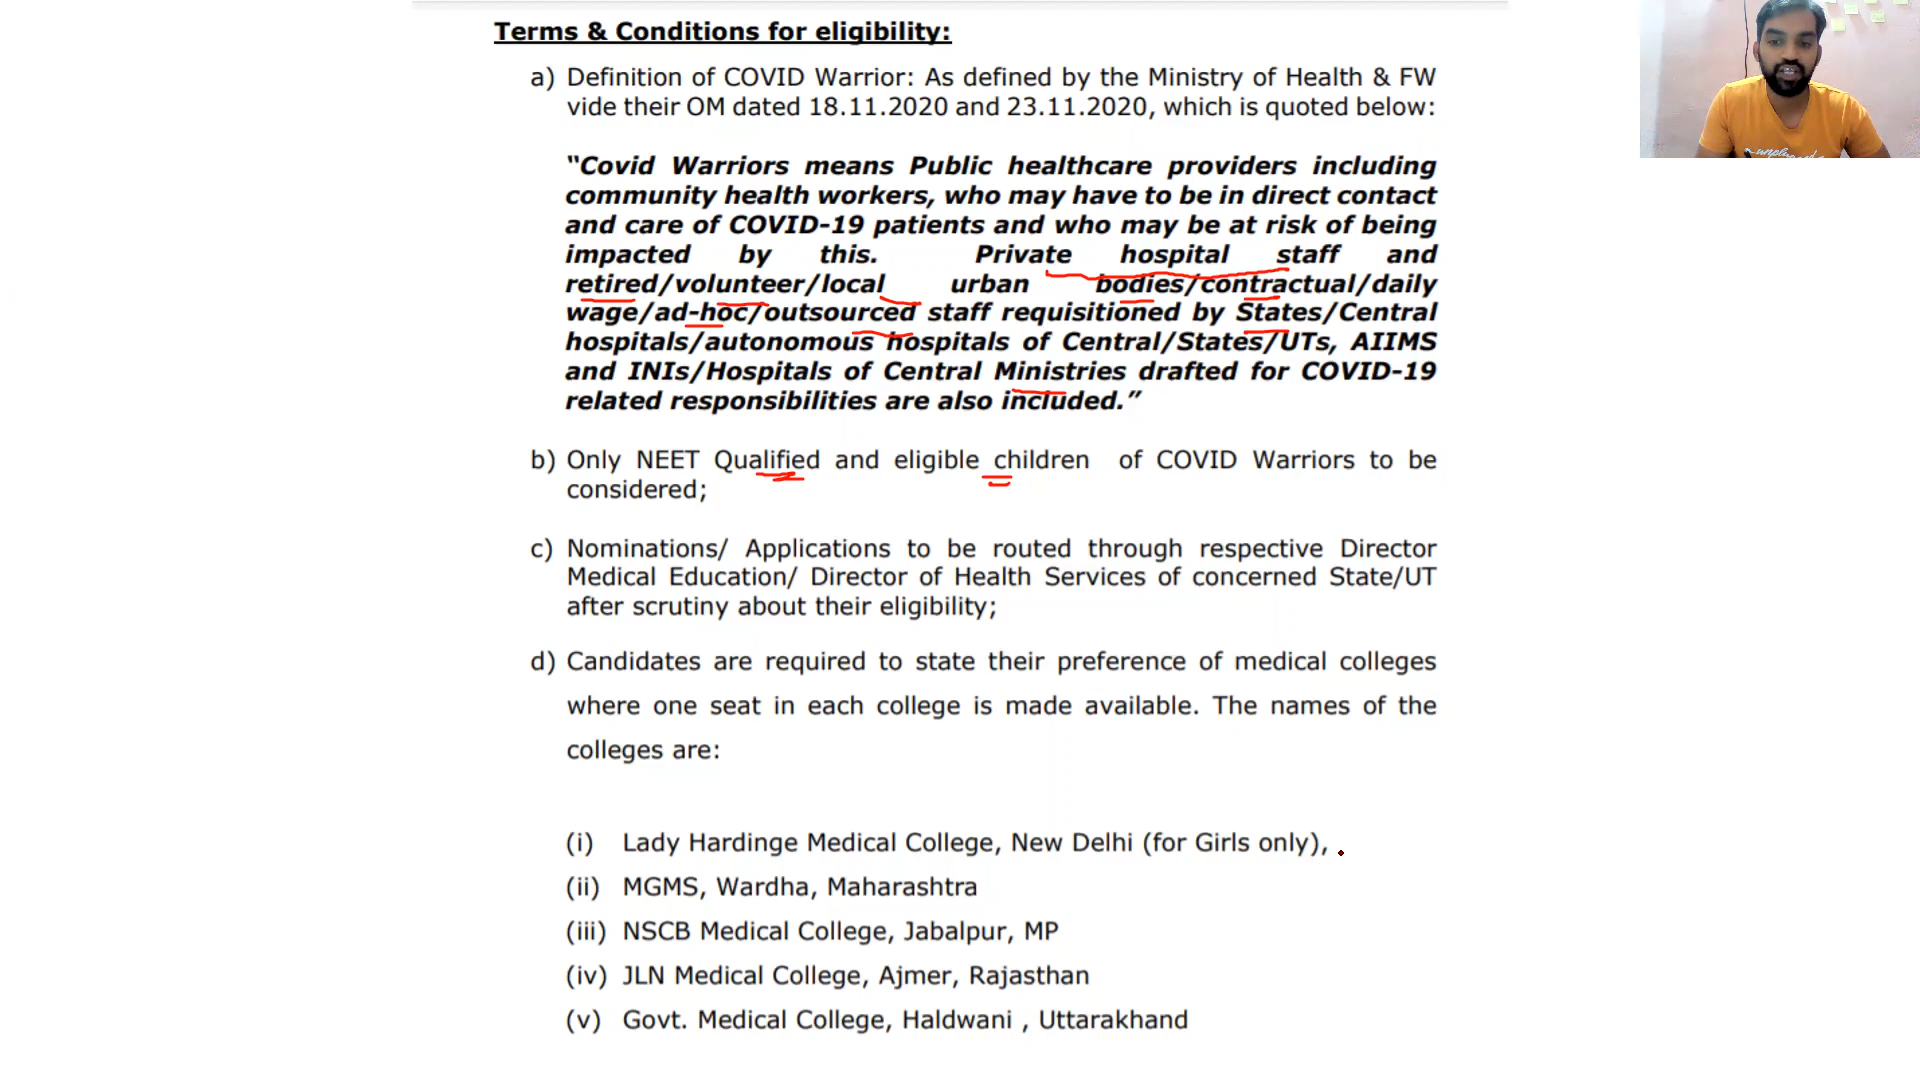 Terms & Conditions for eligibility:
a) Definition of COVID Warrior: As defined by the Ministry of Health & FW
vide their OM dated 18.11.2020 and 23.11.2020, which is quoted below:
“Covid Warriors means Public healthcare providers including
community health workers, who may have to be in direct contact
and care of COVID-19 patients and who may be at risk of being
impacted by this. Private hospital staff and
retired/volunteer/local urban bodies/contractual/daily
wage/ad-hoc/outsourced staff requisitioned by States/Central
hospitals/autonomous hospitals of Central/States/UTs, AIIMS
and INIs/Hospitals of Central Ministries drafted for COVID-19
related responsibilities are also included.”
b) Only NEET Qualified and eligible children of COVID Warriors to be
considered;
c) Nominations/ Applications to be routed through respective Director
Medical Education/ Director of Health Services of concerned State/UT
after scrutiny about their eligibility;
d) Candidates are required to state their preference of medical colleges
where one seat in each college is made available. The names of the
colleges are:
(i) Lady Hardinge Medical College, New Delhi (for Girls only),
(ii) MGMS, Wardha, Maharashtra
(iii) NSCB Medical College, Jabalpur, MP
(iv) JLN Medical College, Ajmer, Rajasthan
(v) Govt. Medical College, Haldwani , Uttarakhand
unplugged